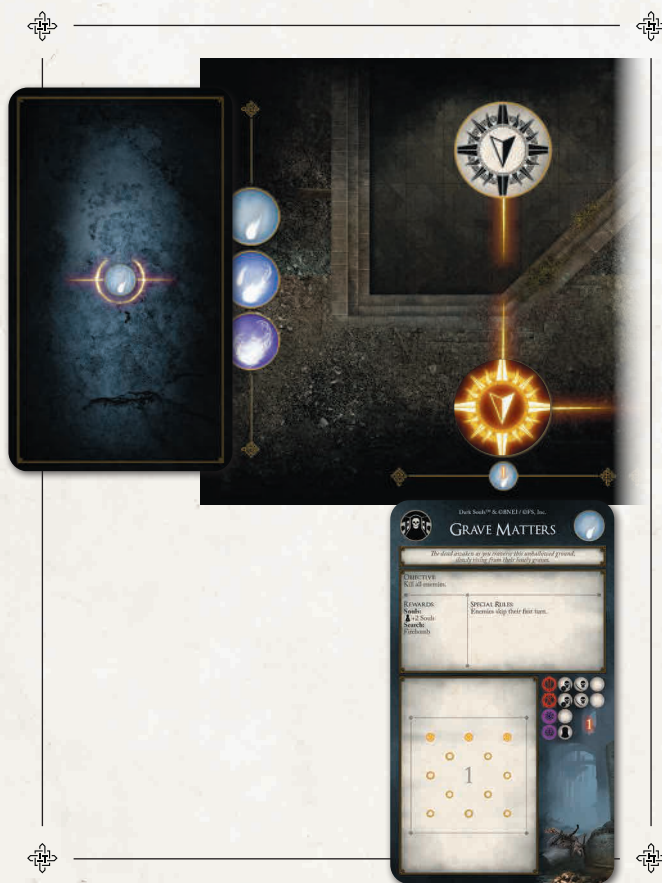 Dark Souls™ & ©BNEI / ©FS, Inc.
Grave Matters
The dead awaken as you traverse this unhallowed ground,
slowly rising from their lonely graves.
Objective:
Kill all enemies.
Rewards:
Souls:
+2 Souls
Search:
Firebomb
Special Rules:
Enemies skip their first turn.
1
1